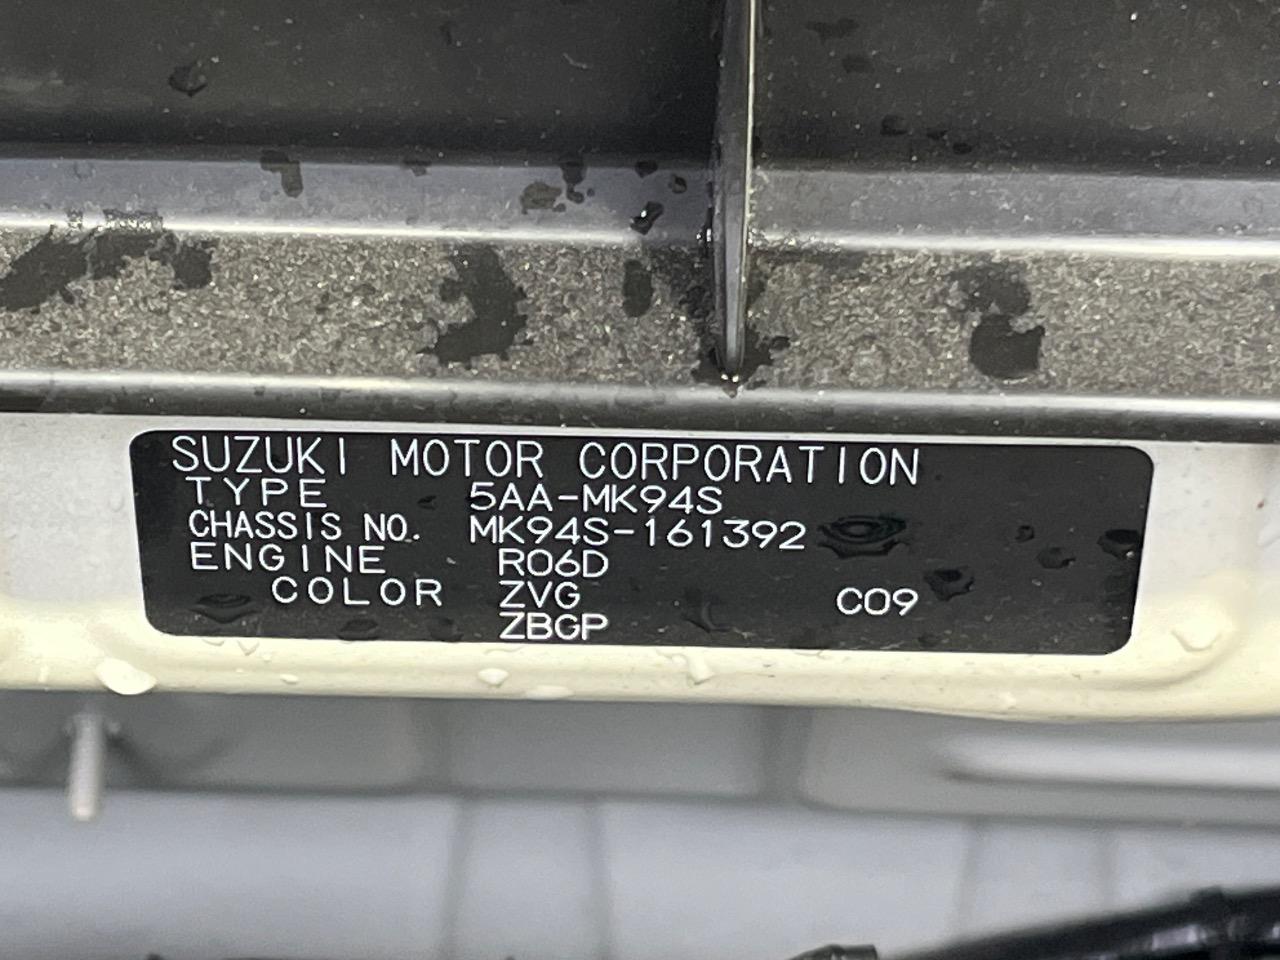 SUZUKI MOTOR CORPORATION
TYPE 5AA-MK94S
CHASSIS NO. MK94S-161392
ENGINE R06D
COLOR ZVG C09
ZBGP